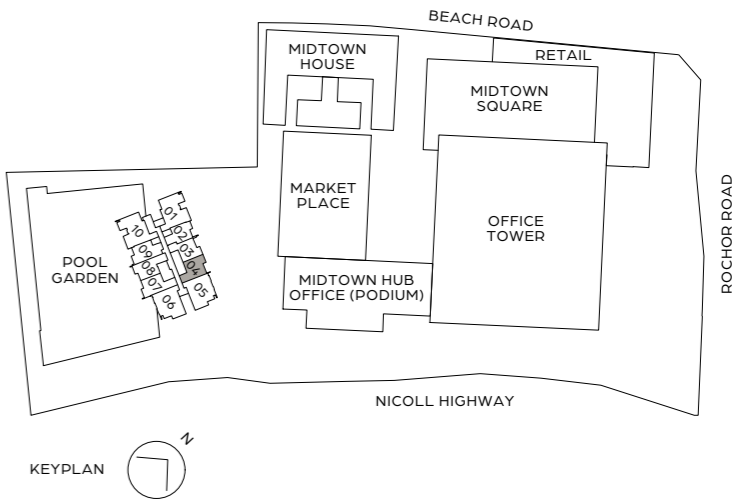 BEACH ROAD
MIDTOWN
HOUSE
RETAIL
MIDTOWN
SQUARE
MARKET
PLACE
OFFICE
TOWER
ROCHOR ROAD
01
02
03
04
05
10
09
08
07
06
POOL
GARDEN
MIDTOWN HUB
OFFICE (PODIUM)
NICOLL HIGHWAY
N
KEYPLAN